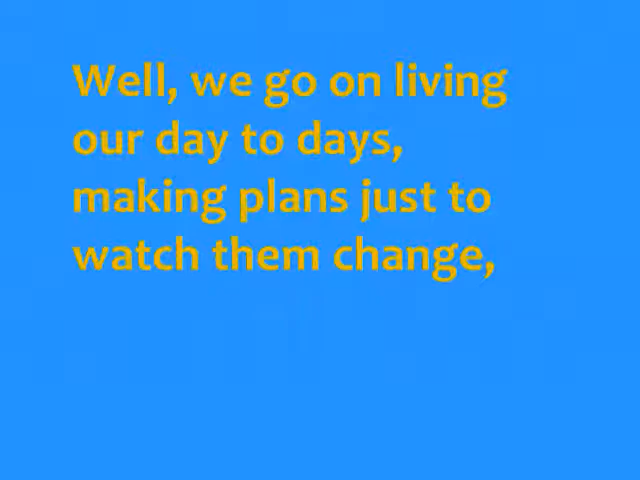 Well, we go on living
our day to days,
making plans just to
watch them change,